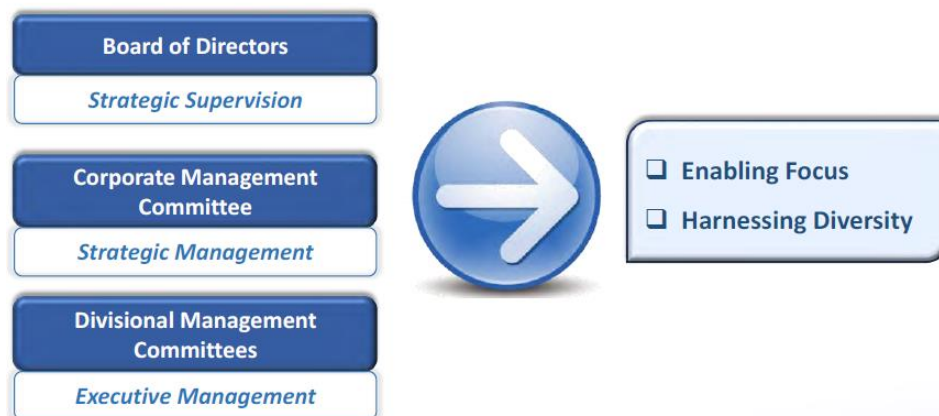 Board of Directors
Strategic Supervision
Corporate Management
Committee
Strategic Management
Divisional Management
Committees
Executive Management
Enabling Focus
Harnessing Diversity